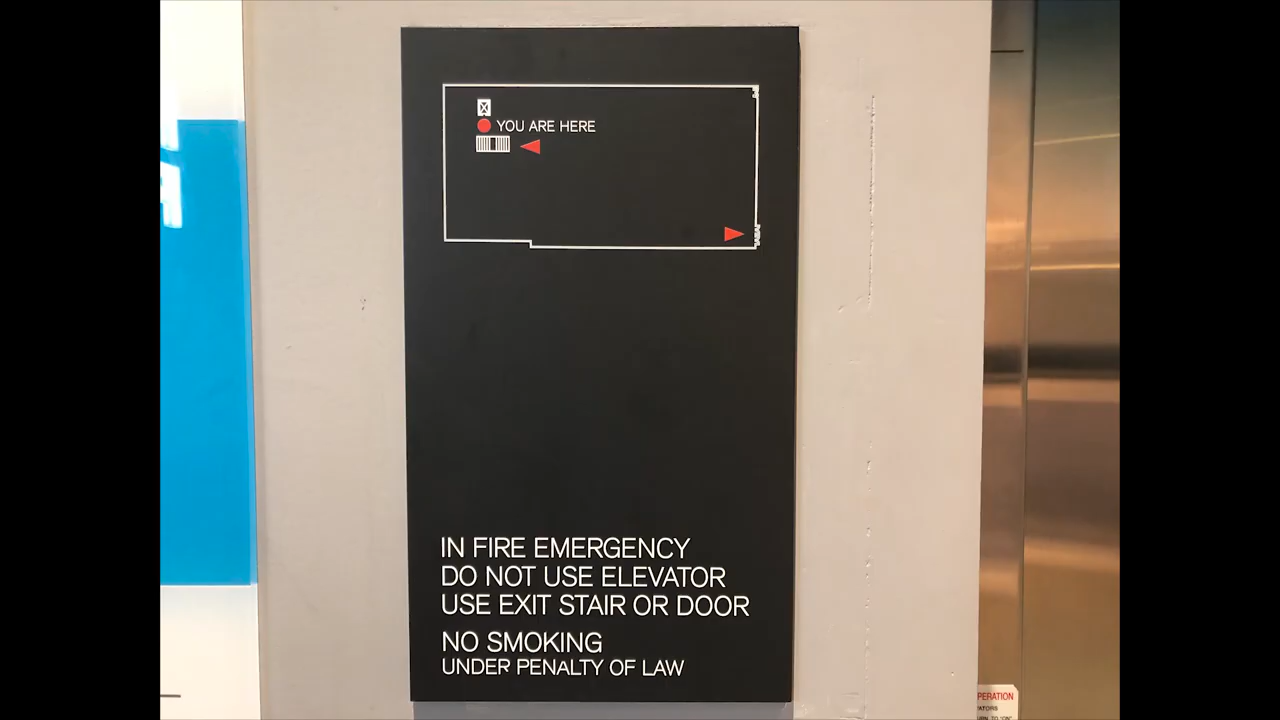 YOU ARE HERE
IN FIRE EMERGENCY
DO NOT USE ELEVATOR
USE EXIT STAIR OR DOOR
NO SMOKING
UNDER PENALTY OF LAW